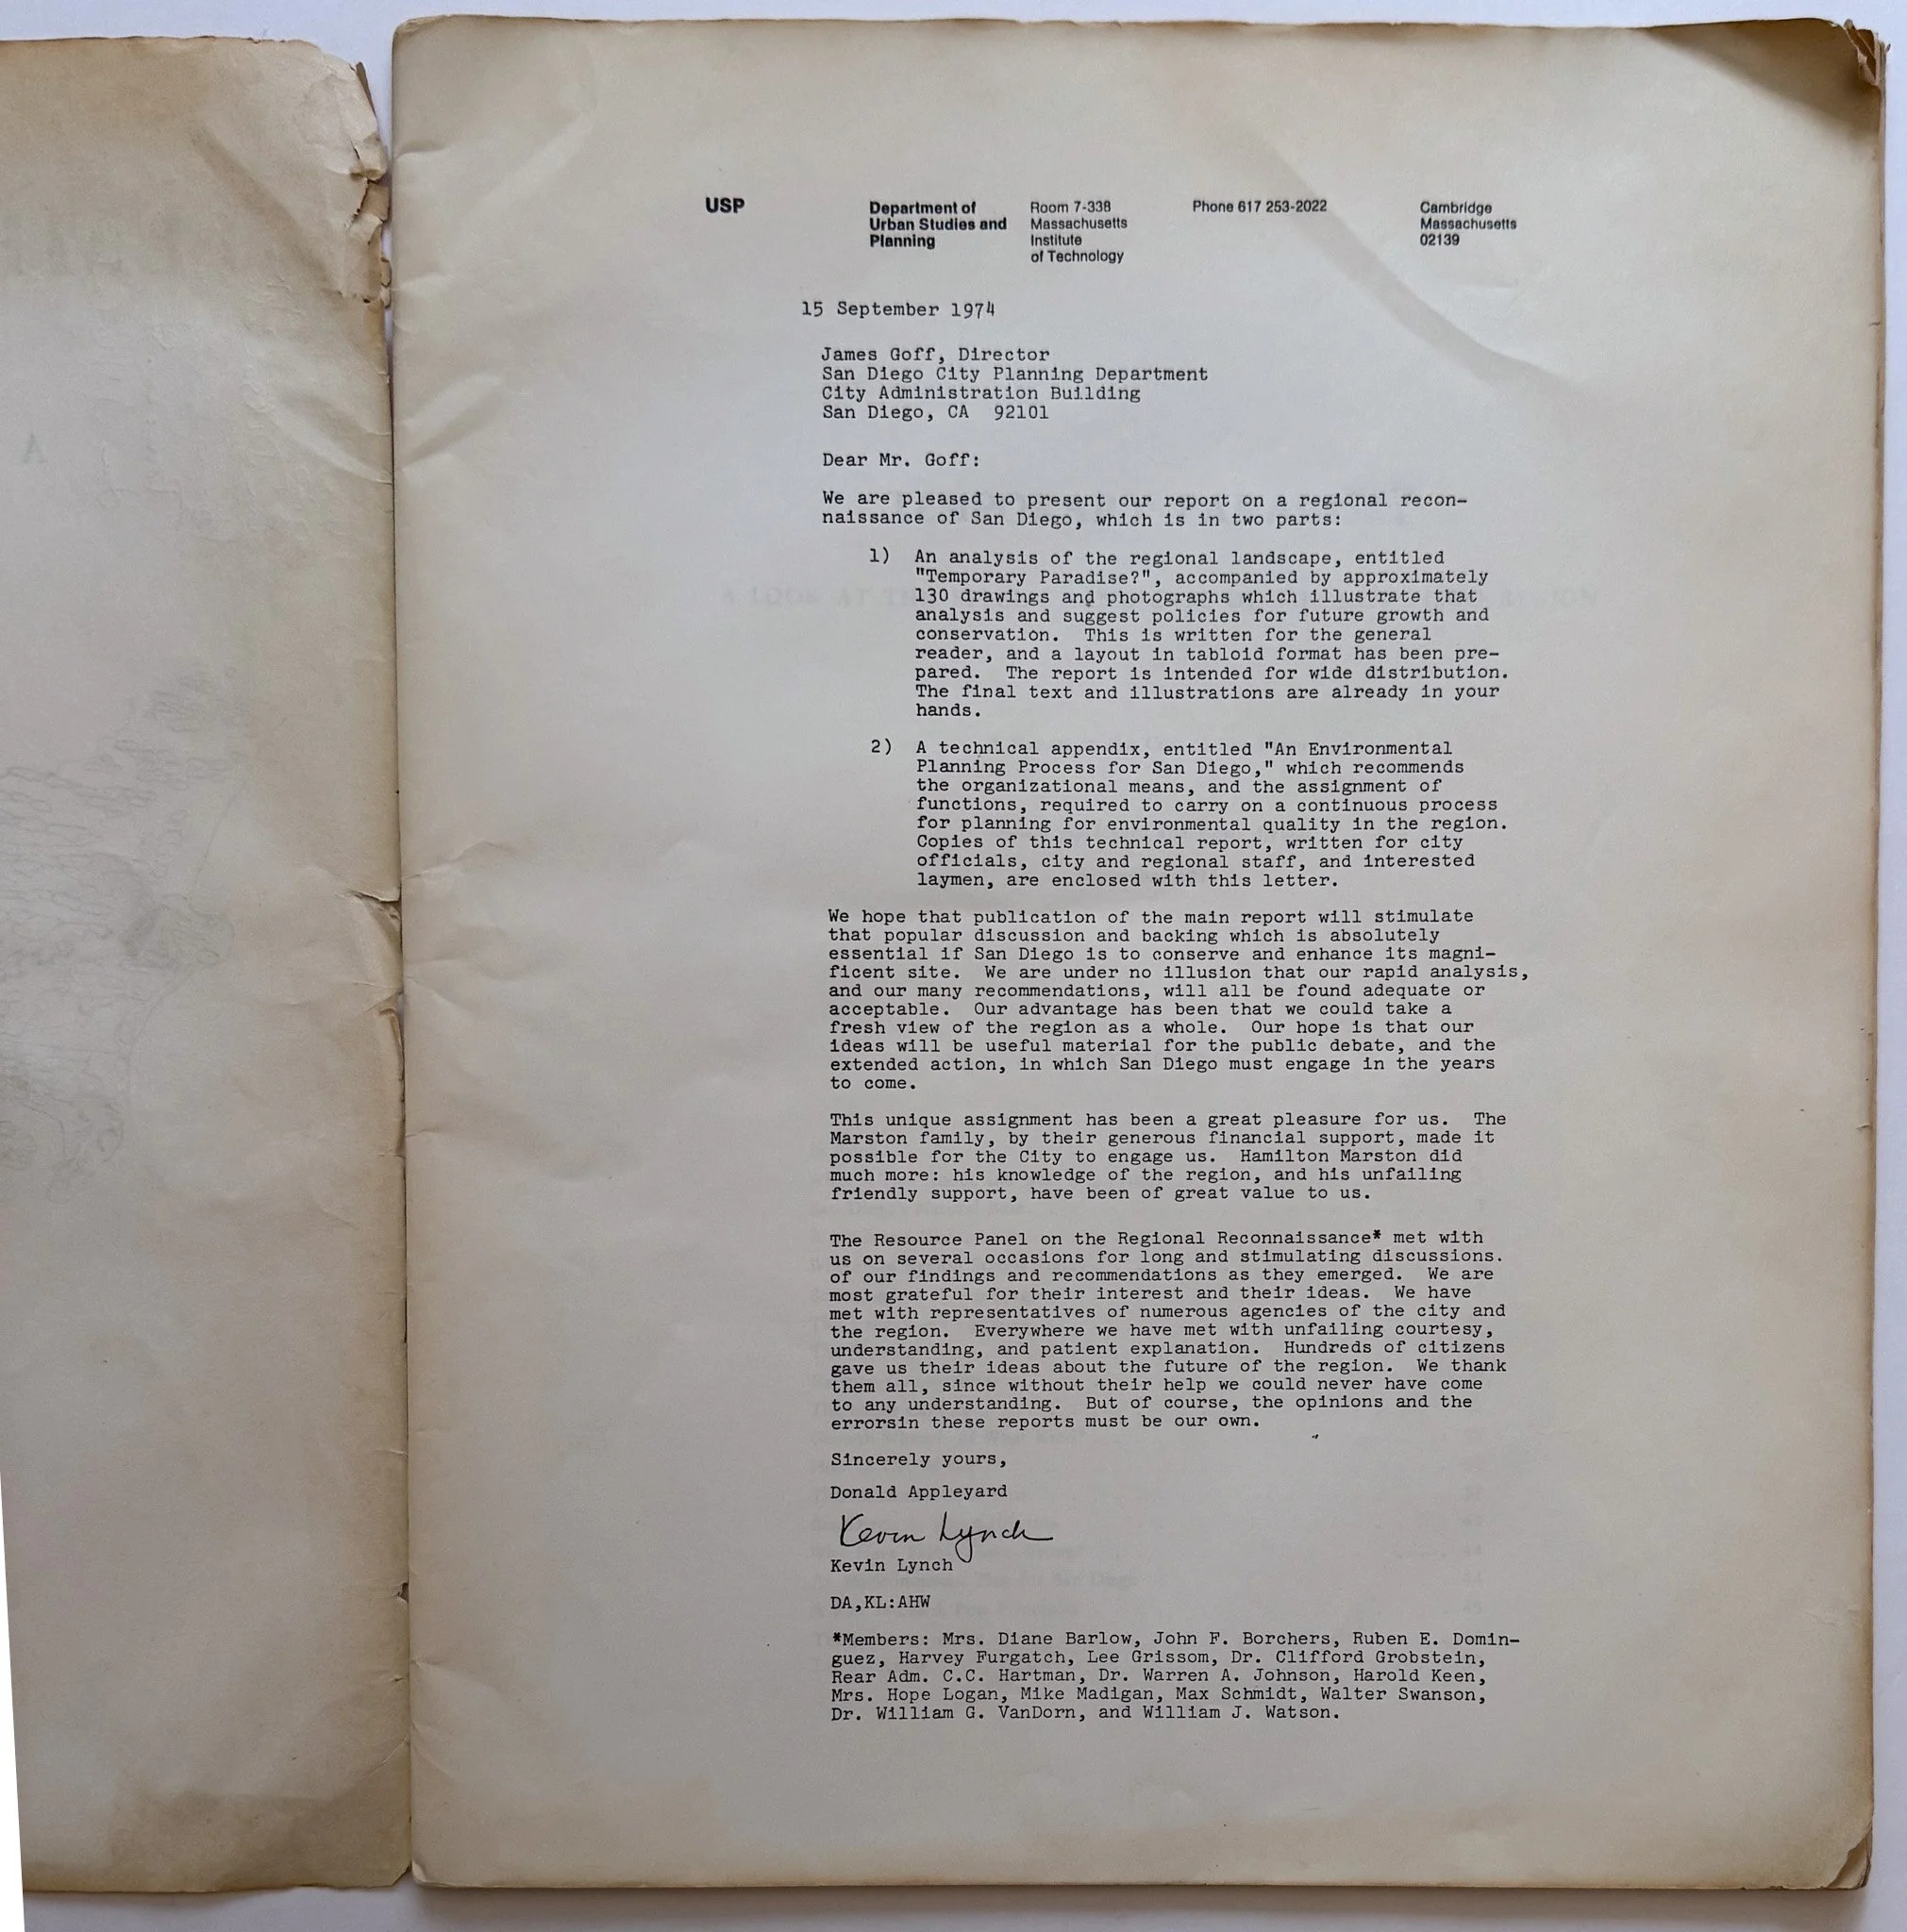 USP
Department of
Urban Studies and
Planning
Room 7-338
Massachusetts
Institute
of Technology
Phone 617 253-2022
Cambridge
Massachusetts
02139
15 September 1974
James Goff, Director
San Diego City Planning Department
City Administration Building
San Diego, CA  92101
Dear Mr. Goff:
We are pleased to present our report on a regional recon-
naissance of San Diego, which is in two parts:
1)  An analysis of the regional landscape, entitled
"Temporary Paradise?", accompanied by approximately
130 drawings and photographs which illustrate that
analysis and suggest policies for future growth and
conservation.  This is written for the general
reader, and a layout in tabloid format has been pre-
pared.  The report is intended for wide distribution.
The final text and illustrations are already in your
hands.
2)  A technical appendix, entitled "An Environmental
Planning Process for San Diego," which recommends
the organizational means, and the assignment of
functions, required to carry on a continuous process
for planning for environmental quality in the region.
Copies of this technical report, written for city
officials, city and regional staff, and interested
laymen, are enclosed with this letter.
We hope that publication of the main report will stimulate
that popular discussion and backing which is absolutely
essential if San Diego is to conserve and enhance its magni-
ficent site.  We are under no illusion that our rapid analysis,
and our many recommendations, will all be found adequate or
acceptable.  Our advantage has been that we could take a
fresh view of the region as a whole.  Our hope is that our
ideas will be useful material for the public debate, and the
extended action, in which San Diego must engage in the years
to come.
This unique assignment has been a great pleasure for us.  The
Marston family, by their generous financial support, made it
possible for the City to engage us.  Hamilton Marston did
much more: his knowledge of the region, and his unfailing
friendly support, have been of great value to us.
The Resource Panel on the Regional Reconnaissance* met with
us on several occasions for long and stimulating discussions.
of our findings and recommendations as they emerged.  We are
most grateful for their interest and their ideas.  We have
met with representatives of numerous agencies of the city and
the region.  Everywhere we have met with unfailing courtesy,
understanding, and patient explanation.  Hundreds of citizens
gave us their ideas about the future of the region.  We thank
them all, since without their help we could never have come
to any understanding.  But of course, the opinions and the
errorsin these reports must be our own.
Sincerely yours,
Donald Appleyard
Kevin Lynch
Kevin Lynch
DA,KL:AHW
*Members: Mrs. Diane Barlow, John F. Borchers, Ruben E. Domin-
guez, Harvey Furgatch, Lee Grissom, Dr. Clifford Grobstein,
Rear Adm. C.C. Hartman, Dr. Warren A. Johnson, Harold Keen,
Mrs. Hope Logan, Mike Madigan, Max Schmidt, Walter Swanson,
Dr. William G. VanDorn, and William J. Watson.